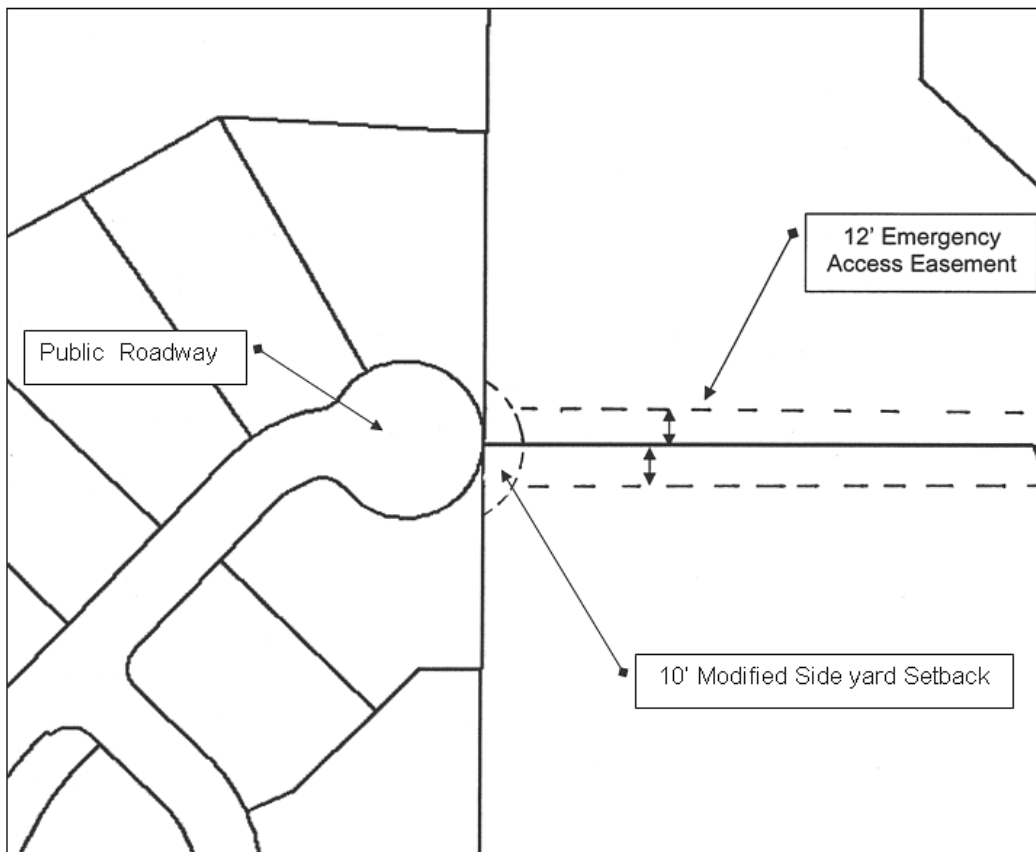 12' Emergency
Access Easement
Public Roadway
10' Modified Side yard Setback